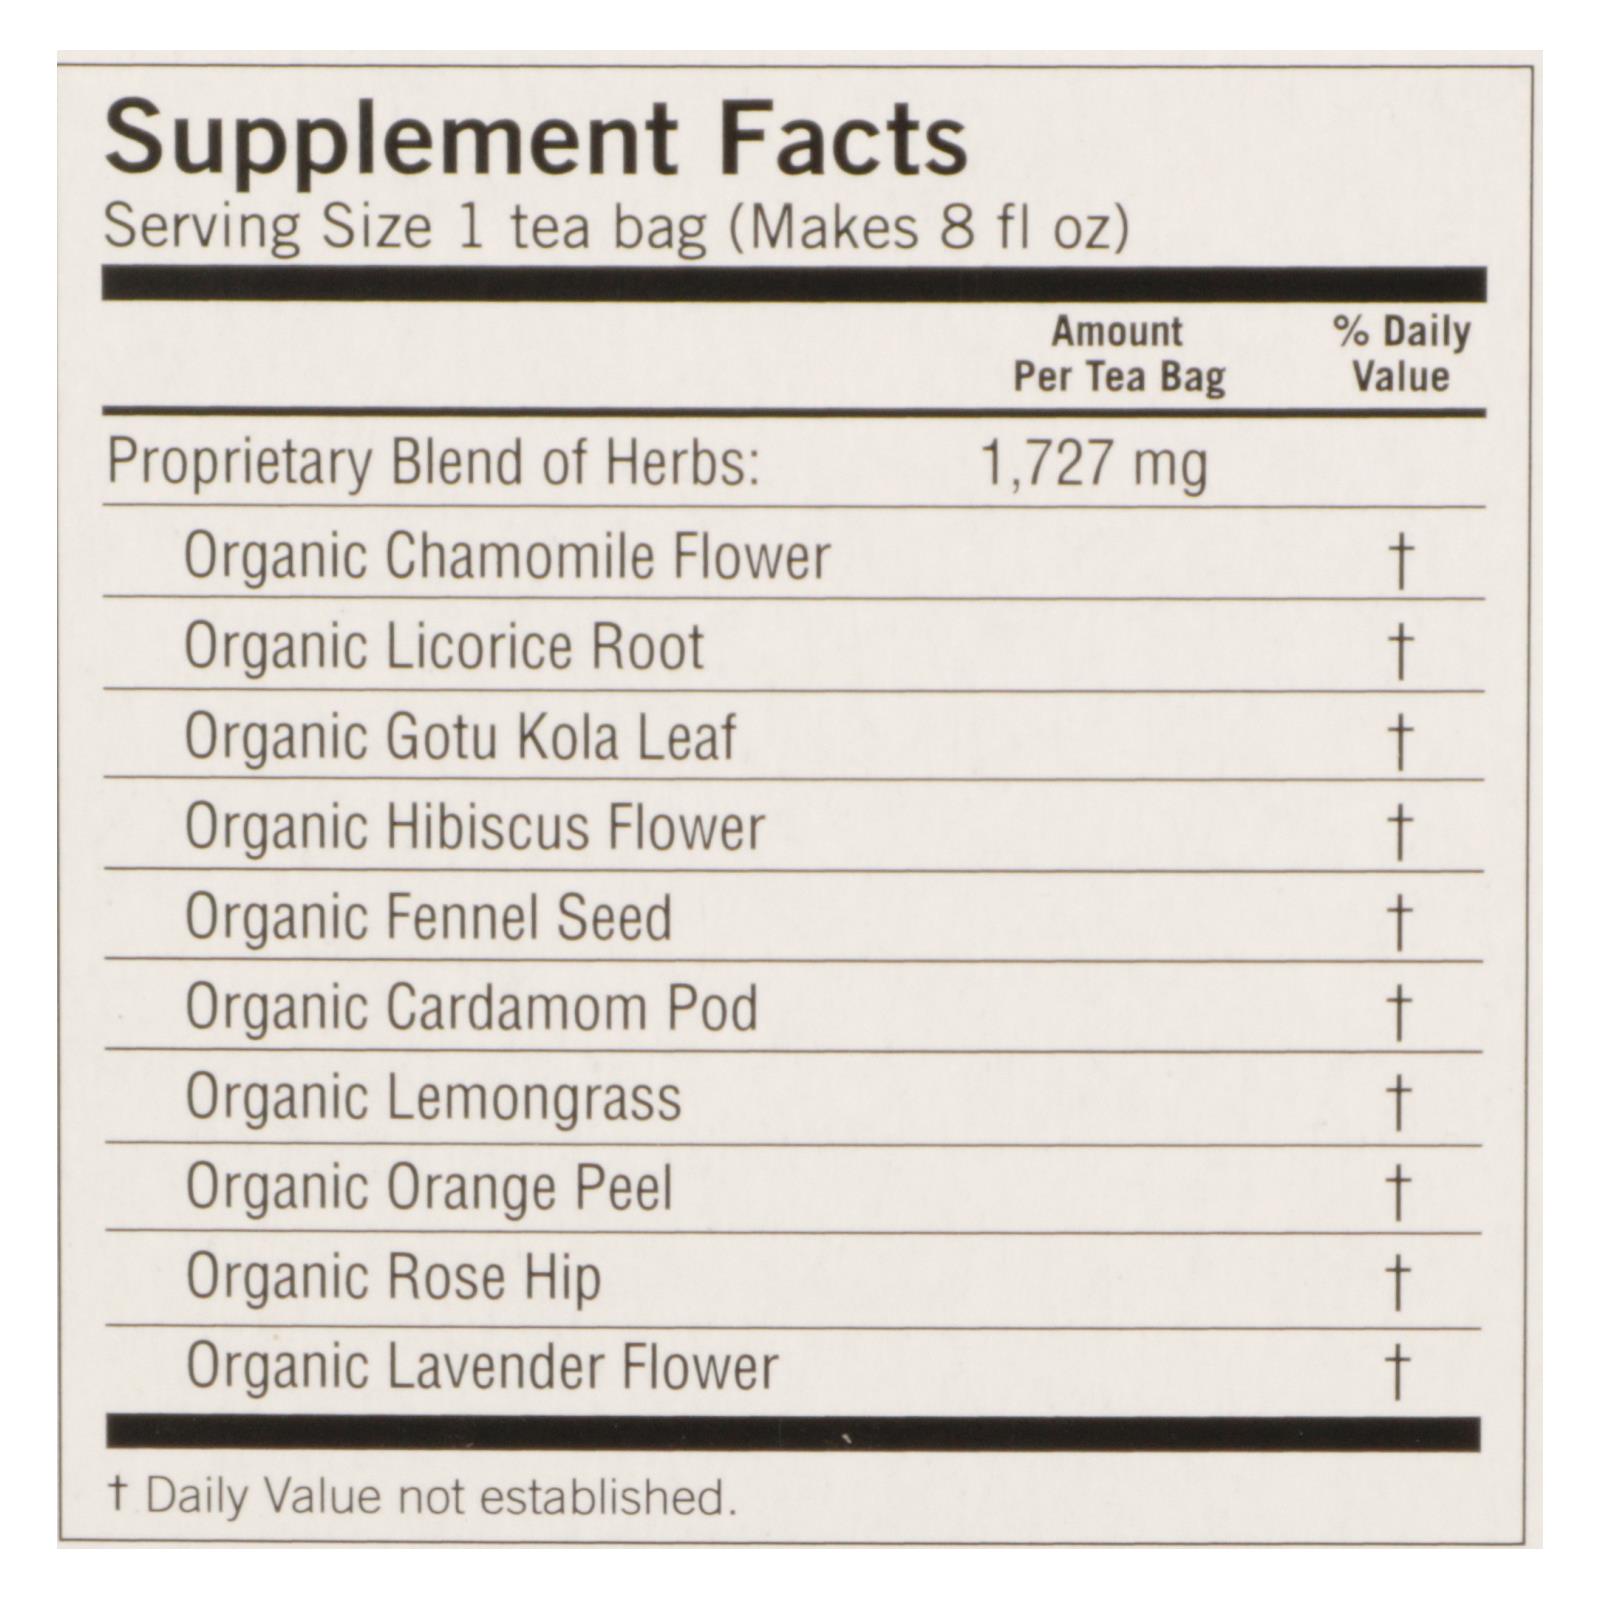 Supplement Facts
Serving Size 1 tea bag (Makes 8 fl oz)
Amount Per Tea Bag % Daily Value
Proprietary Blend of Herbs: 1,727 mg
Organic Chamomile Flower †
Organic Licorice Root †
Organic Gotu Kola Leaf †
Organic Hibiscus Flower †
Organic Fennel Seed †
Organic Cardamom Pod †
Organic Lemongrass †
Organic Orange Peel †
Organic Rose Hip †
Organic Lavender Flower †
† Daily Value not established.